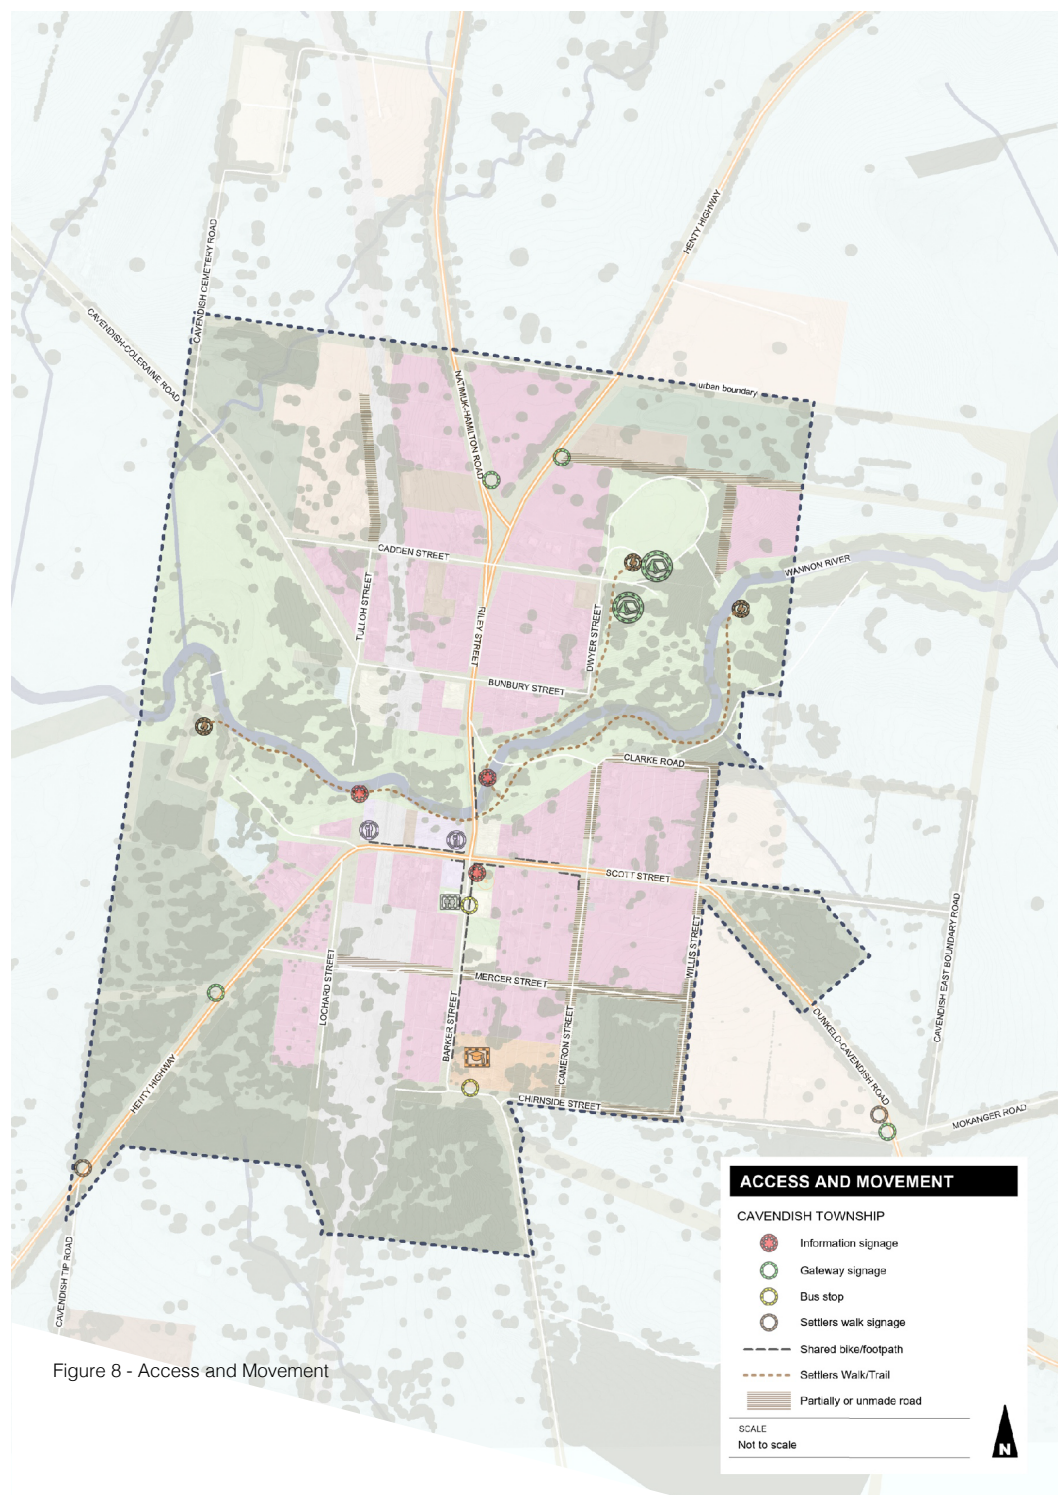 HENTY HIGHWAY
CAVENDISH CEMETERY ROAD
CAVENDISH-COLERAINE ROAD
NATIMUK-HAMILTON ROAD
urban boundary
CADDEN STREET
WANNON RIVER
TULLOH STREET
RILEY STREET
DWYER STREET
BUNBURY STREET
CLARKE ROAD
SCOTT STREET
WILLIS STREET
CAVENDISH EAST BOUNDARY ROAD
LOCHARD STREET
MERCER STREET
BARKER STREET
CAMERON STREET
DUNKELD-CAVENDISH ROAD
HENTY HIGHWAY
CHIRNSIDE STREET
MOKANGER ROAD
CAVENDISH TIP ROAD
ACCESS AND MOVEMENT
CAVENDISH TOWNSHIP
Information signage
Gateway signage
Bus stop
Settlers walk signage
Shared bike/footpath
Settlers Walk/Trail
Partially or unmade road
SCALE
Not to scale
N
Figure 8 - Access and Movement